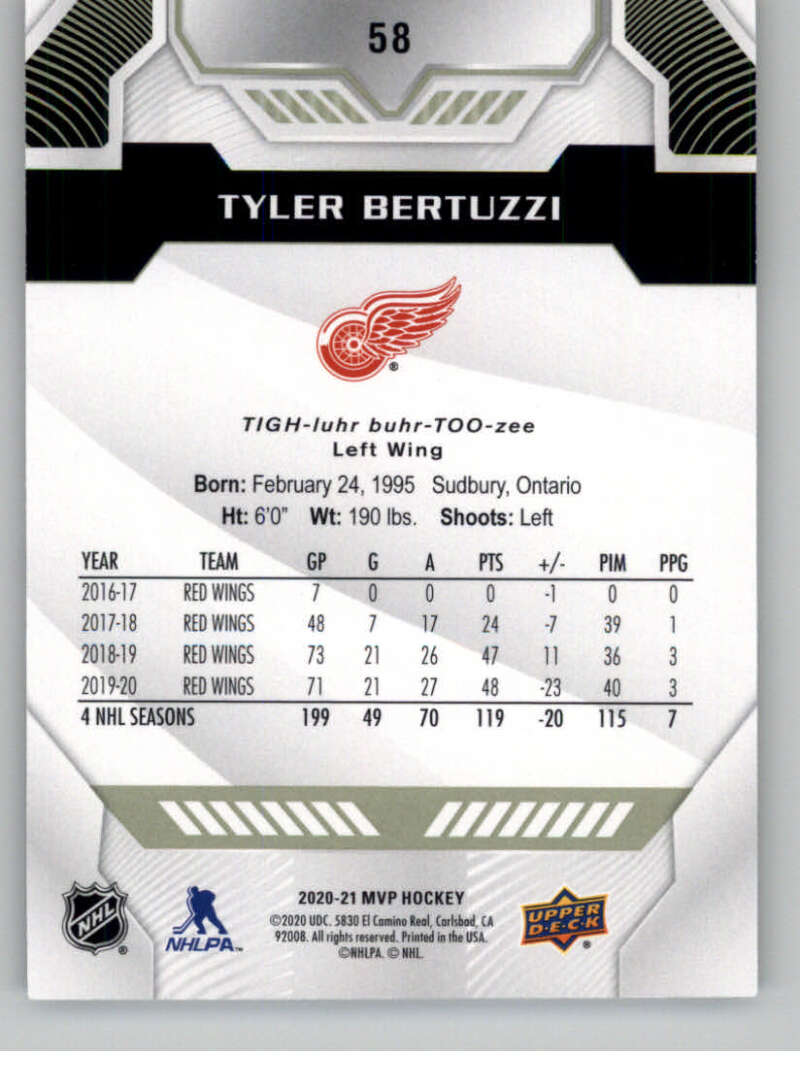 58
TYLER BERTUZZI
®
TIGH-luhr buhr-TOO-zee
Left Wing
Born: February 24, 1995 Sudbury, Ontario
Ht: 6'0" Wt: 190 lbs. Shoots: Left
YEAR TEAM GP G A PTS +/- PIM PPG
2016-17 RED WINGS 7 0 0 0 -1 0 0
2017-18 RED WINGS 48 7 17 24 -7 39 1
2018-19 RED WINGS 73 21 26 47 11 36 3
2019-20 RED WINGS 71 21 27 48 -23 40 3
4 NHL SEASONS 199 49 70 119 -20 115 7
NHL ®
NHLPA™
2020-21 MVP HOCKEY
©2020 UDC. 5830 El Camino Real, Carlsbad, CA
92008. All rights reserved. Printed in the USA.
©NHLPA. © NHL.
UPPER
D·E·C·K ®